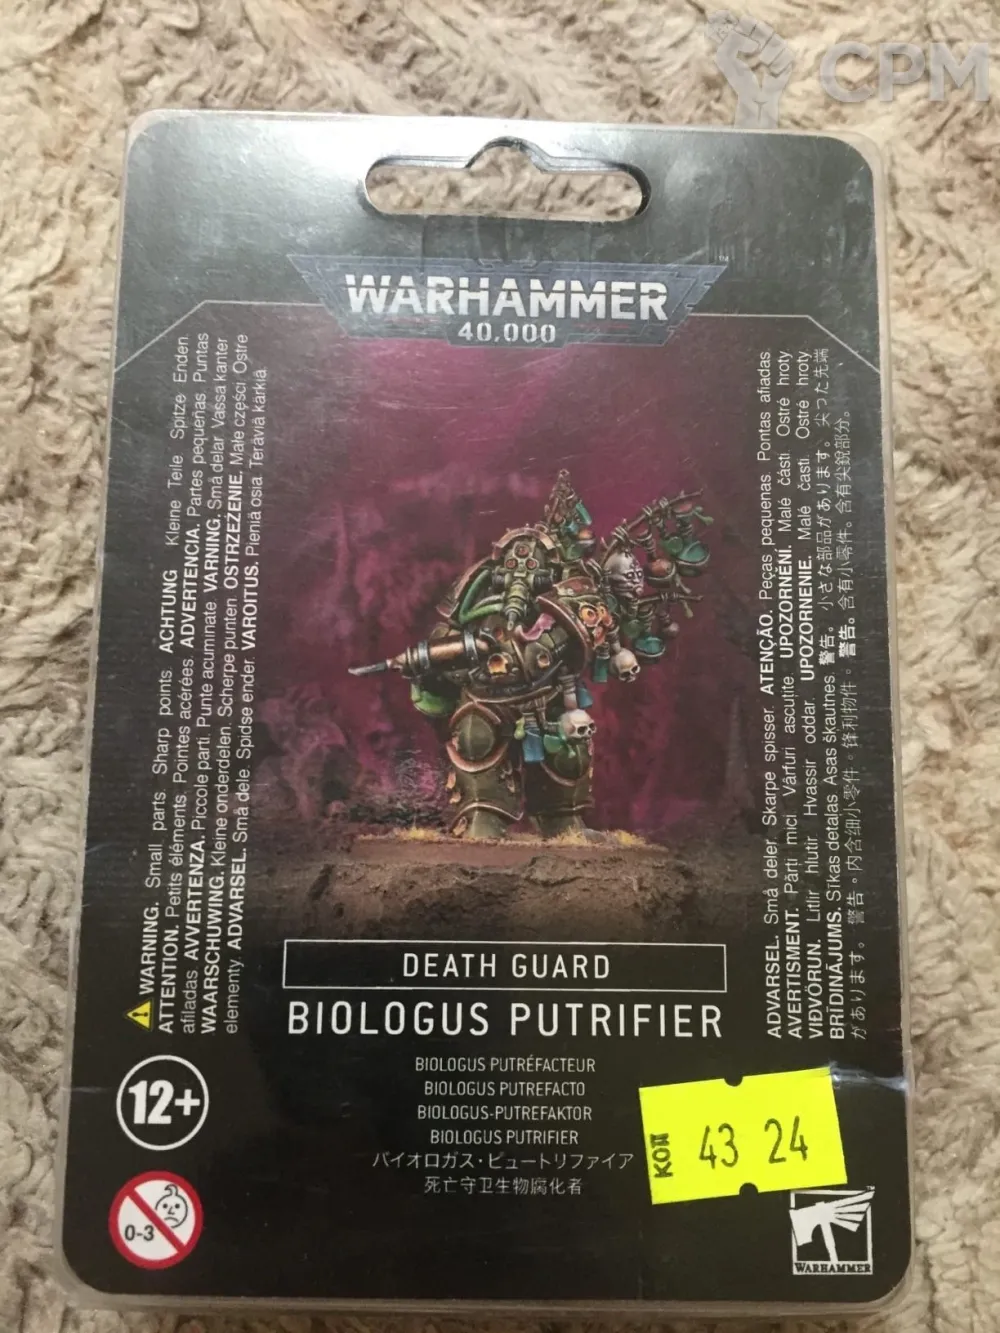 CPM
WARHAMMER
40.000
WARNING. Small parts. Sharp points. ACHTUNG Kleine Teile. Spitze Enden.
ATTENTION. Petits éléments. Pointes acérées. ADVERTENCIA. Partes pequeñas. Puntas
afiladas AVVERTENZA. Piccole parti. Punte acuminate VARNING. Små delar. Vassa kanter
WAARSCHUWING. Kleine onderdelen. Scherpe punten OSTRZEŻENIE. Małe części. Ostre
elementy. ADVARSEL. Små dele. Spidse ender. VAROITUS. Pieniä osia. Teräviä kärkiä.
ADVARSEL. Små deler. Skarpe spisser. ATENÇÃO. Peças pequenas. Pontas afiadas.
AVERTISMENT. Părți mici. Vârfuri ascuțite. UPOZORNĚNÍ. Malé části. Ostré hroty.
VIÐVÖRUN. Litlir hlutir. Hvassir oddar. UPOZORNENIE. Malé časti. Ostré hroty.
BRĪDINĀJUMS. Sīkas detaļas. Asas šķautnes. 警告。小さな部品があります。尖った先端
があります。警告。内含细小零件。锋利物件。警告。含有小零件。含有尖銳部分。
DEATH GUARD
BIOLOGUS PUTRIFIER
BIOLOGUS PUTRÉFACTEUR
BIOLOGUS PUTREFACTO
BIOLOGUS-PUTREFAKTOR
BIOLOGUS PUTRIFIER
バイオロガス・ピュートリファイア
死亡守卫生物腐化者
12+
0-3
коп 43 24
WARHAMMER